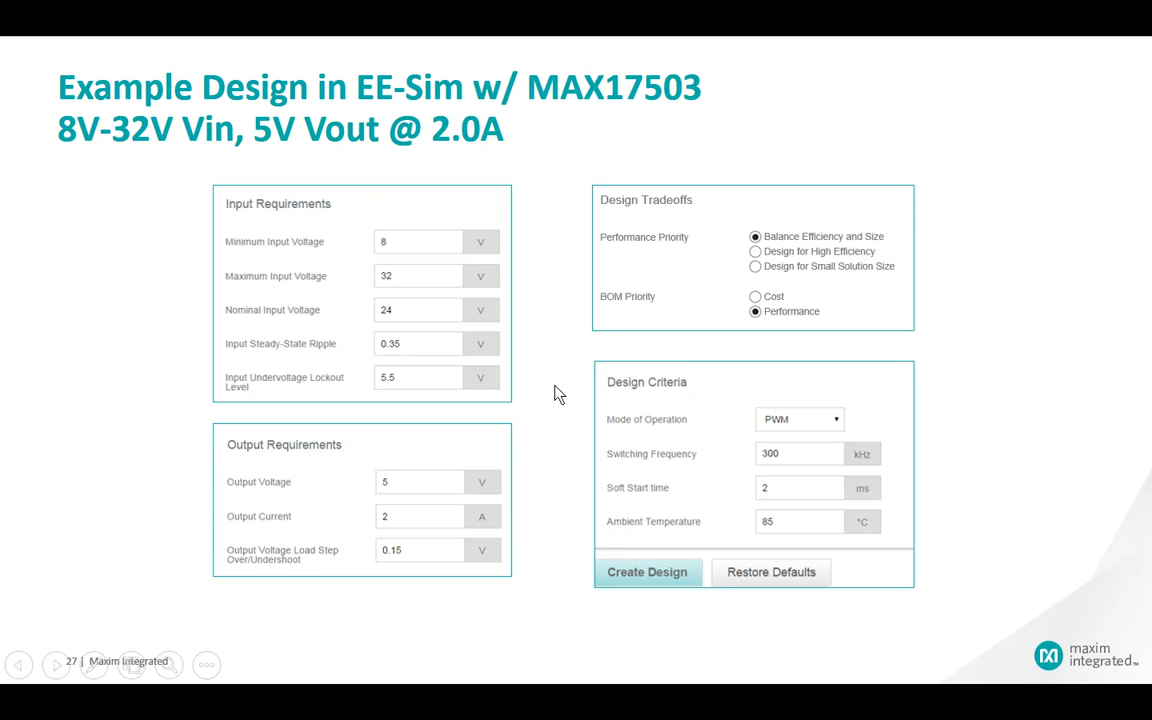 Example Design in EE-Sim w/ MAX17503
8V-32V Vin, 5V Vout @ 2.0A
Input Requirements
Minimum Input Voltage 8 V
Maximum Input Voltage 32 V
Nominal Input Voltage 24 V
Input Steady-State Ripple 0.35 V
Input Undervoltage Lockout
Level
5.5 V
Output Requirements
Output Voltage 5 V
Output Current 2 A
Output Voltage Load Step
Over/Undershoot
0.15 V
Design Tradeoffs
Performance Priority
Balance Efficiency and Size
Design for High Efficiency
Design for Small Solution Size
BOM Priority
Cost
Performance
Design Criteria
Mode of Operation PWM
Switching Frequency 300 kHz
Soft Start time 2 ms
Ambient Temperature 85 °C
Create Design Restore Defaults
27 | Maxim Integrated
maxim
integrated™